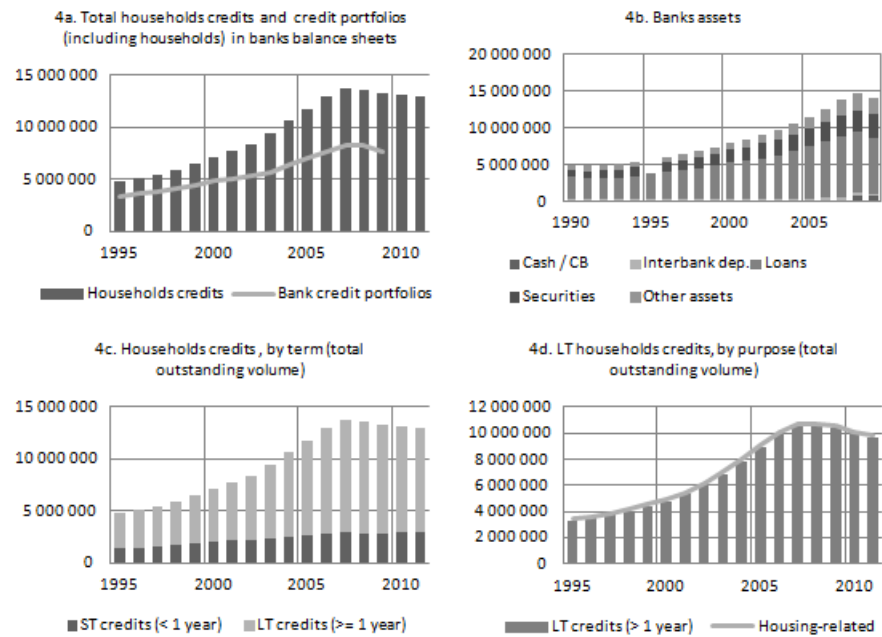 4a. Total households credits and credit portfolios
(including households) in banks balance sheets
15 000 000
10 000 000
5 000 000
0
1995 2000 2005 2010
Households credits Bank credit portfolios
4b. Banks assets
20 000 000
15 000 000
10 000 000
5 000 000
0
1990 1995 2000 2005
Cash / CB Interbank dep. Loans
Securities Other assets
4c. Households credits , by term (total
outstanding volume)
15 000 000
10 000 000
5 000 000
0
1995 2000 2005 2010
ST credits (< 1 year) LT credits (>= 1 year)
4d. LT households credits, by purpose (total
outstanding volume)
12 000 000
10 000 000
8 000 000
6 000 000
4 000 000
2 000 000
0
1995 2000 2005 2010
LT credits (> 1 year) Housing-related